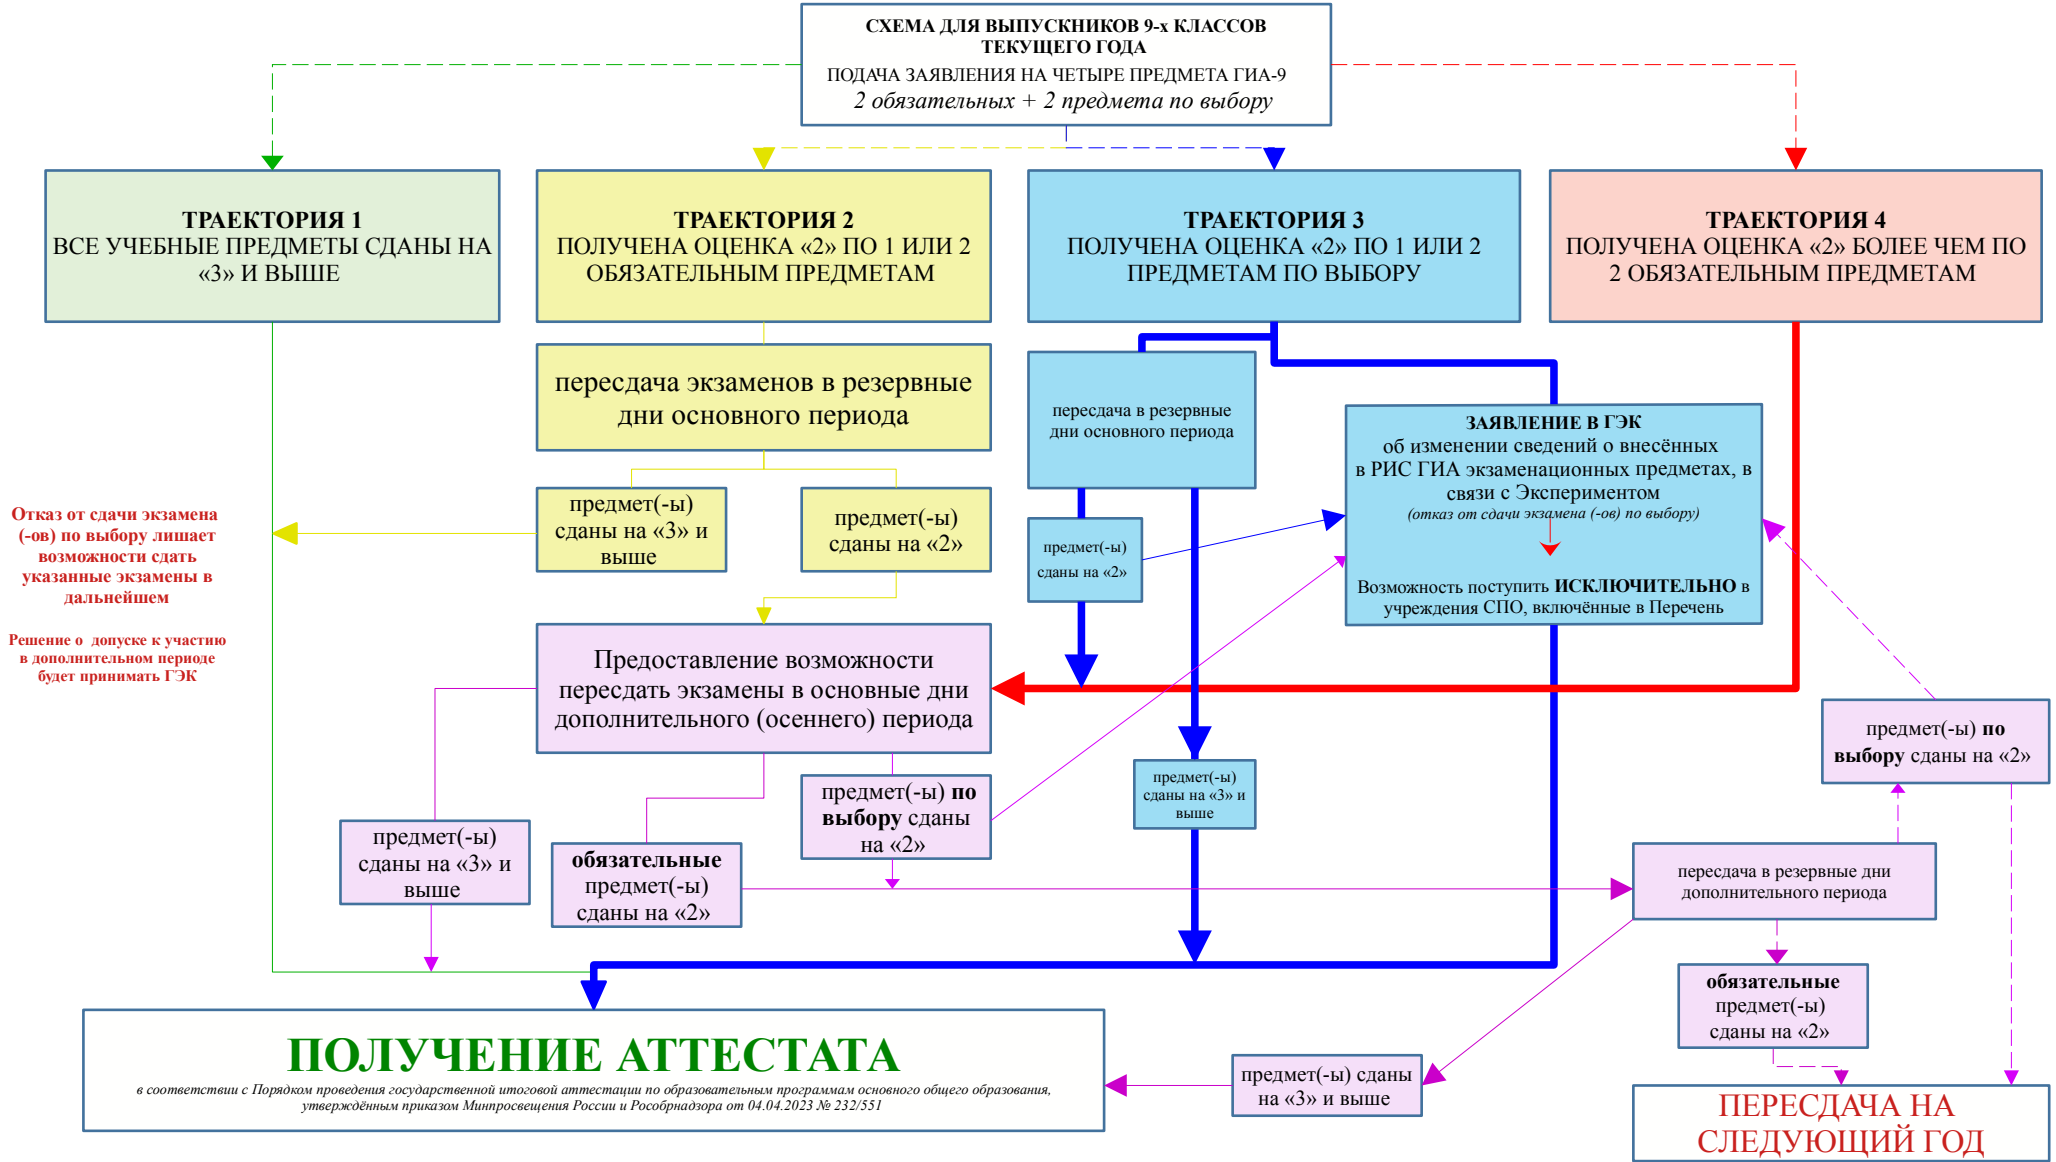 СХЕМА ДЛЯ ВЫПУСКНИКОВ 9-х КЛАССОВ
ТЕКУЩЕГО ГОДА
ПОДАЧА ЗАЯВЛЕНИЯ НА ЧЕТЫРЕ ПРЕДМЕТА ГИА-9
2 обязательных + 2 предмета по выбору
ТРАЕКТОРИЯ 1
ВСЕ УЧЕБНЫЕ ПРЕДМЕТЫ СДАНЫ НА
«3» И ВЫШЕ
ТРАЕКТОРИЯ 2
ПОЛУЧЕНА ОЦЕНКА «2» ПО 1 ИЛИ 2
ОБЯЗАТЕЛЬНЫМ ПРЕДМЕТАМ
ТРАЕКТОРИЯ 3
ПОЛУЧЕНА ОЦЕНКА «2» ПО 1 ИЛИ 2
ПРЕДМЕТАМ ПО ВЫБОРУ
ТРАЕКТОРИЯ 4
ПОЛУЧЕНА ОЦЕНКА «2» БОЛЕЕ ЧЕМ ПО
2 ОБЯЗАТЕЛЬНЫМ ПРЕДМЕТАМ
пересдача экзаменов в резервные
дни основного периода
пересдача в резервные
дни основного периода
ЗАЯВЛЕНИЕ В ГЭК
об изменении сведений о внесённых
в РИС ГИА экзаменационных предметах, в
связи с Экспериментом
(отказ от сдачи экзамена (-ов) по выбору)
Возможность поступить ИСКЛЮЧИТЕЛЬНО в
учреждения СПО, включённые в Перечень
предмет(-ы)
сданы на «3» и
выше
предмет(-ы)
сданы на «2»
предмет(-ы)
сданы на «2»
Отказ от сдачи экзамена
(-ов) по выбору лишает
возможности сдать
указанные экзамены в
дальнейшем
Решение о допуске к участию
в дополнительном периоде
будет принимать ГЭК
Предоставление возможности
пересдать экзамены в основные дни
дополнительного (осеннего) периода
предмет(-ы) по
выбору сданы на «2»
предмет(-ы)
сданы на «3» и
выше
предмет(-ы) по
выбору сданы
на «2»
предмет(-ы)
сданы на «3» и
выше
обязательные
предмет(-ы)
сданы на «2»
пересдача в резервные дни
дополнительного периода
обязательные
предмет(-ы)
сданы на «2»
ПОЛУЧЕНИЕ АТТЕСТАТА
в соответствии с Порядком проведения государственной итоговой аттестации по образовательным программам основного общего образования,
утверждённым приказом Минпросвещения России и Рособрнадзора от 04.04.2023 № 232/551
предмет(-ы) сданы
на «3» и выше
ПЕРЕСДАЧА НА
СЛЕДУЮЩИЙ ГОД